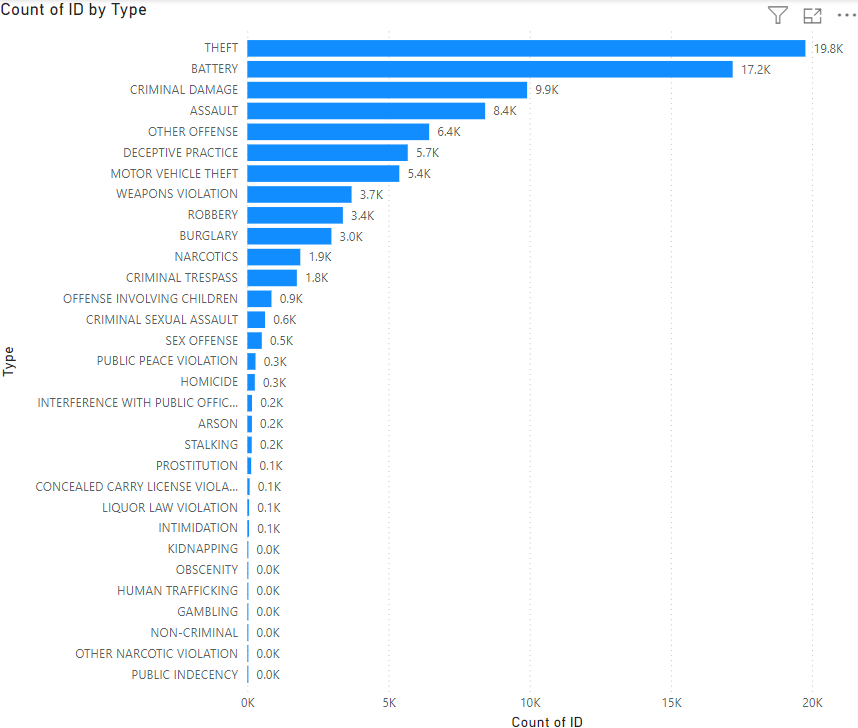 Count of ID by Type
THEFT 19.8K
BATTERY 17.2K
CRIMINAL DAMAGE 9.9K
ASSAULT 8.4K
OTHER OFFENSE 6.4K
DECEPTIVE PRACTICE 5.7K
MOTOR VEHICLE THEFT 5.4K
WEAPONS VIOLATION 3.7K
ROBBERY 3.4K
BURGLARY 3.0K
NARCOTICS 1.9K
CRIMINAL TRESPASS 1.8K
OFFENSE INVOLVING CHILDREN 0.9K
CRIMINAL SEXUAL ASSAULT 0.6K
SEX OFFENSE 0.5K
PUBLIC PEACE VIOLATION 0.3K
HOMICIDE 0.3K
INTERFERENCE WITH PUBLIC OFFIC... 0.2K
ARSON 0.2K
STALKING 0.2K
PROSTITUTION 0.1K
CONCEALED CARRY LICENSE VIOLA... 0.1K
LIQUOR LAW VIOLATION 0.1K
INTIMIDATION 0.1K
KIDNAPPING 0.0K
OBSCENITY 0.0K
HUMAN TRAFFICKING 0.0K
GAMBLING 0.0K
NON-CRIMINAL 0.0K
OTHER NARCOTIC VIOLATION 0.0K
PUBLIC INDECENCY 0.0K
Type
0K 5K 10K 15K 20K
Count of ID